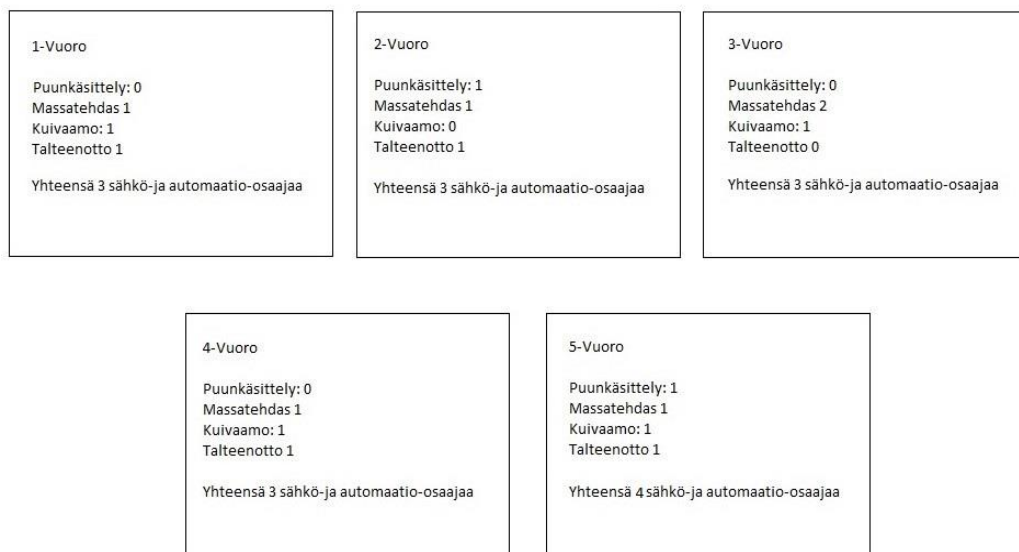 1-Vuoro
Puunkäsittely: 0
Massatehdas 1
Kuivaamo: 1
Talteenotto 1
Yhteensä 3 sähkö-ja automaatio-osaajaa
2-Vuoro
Puunkäsittely: 1
Massatehdas 1
Kuivaamo: 0
Talteenotto 1
Yhteensä 3 sähkö-ja automaatio-osaajaa
3-Vuoro
Puunkäsittely: 0
Massatehdas 2
Kuivaamo: 1
Talteenotto 0
Yhteensä 3 sähkö-ja automaatio-osaajaa
4-Vuoro
Puunkäsittely: 0
Massatehdas 1
Kuivaamo: 1
Talteenotto 1
Yhteensä 3 sähkö-ja automaatio-osaajaa
5-Vuoro
Puunkäsittely: 1
Massatehdas 1
Kuivaamo: 1
Talteenotto 1
Yhteensä 4 sähkö-ja automaatio-osaajaa